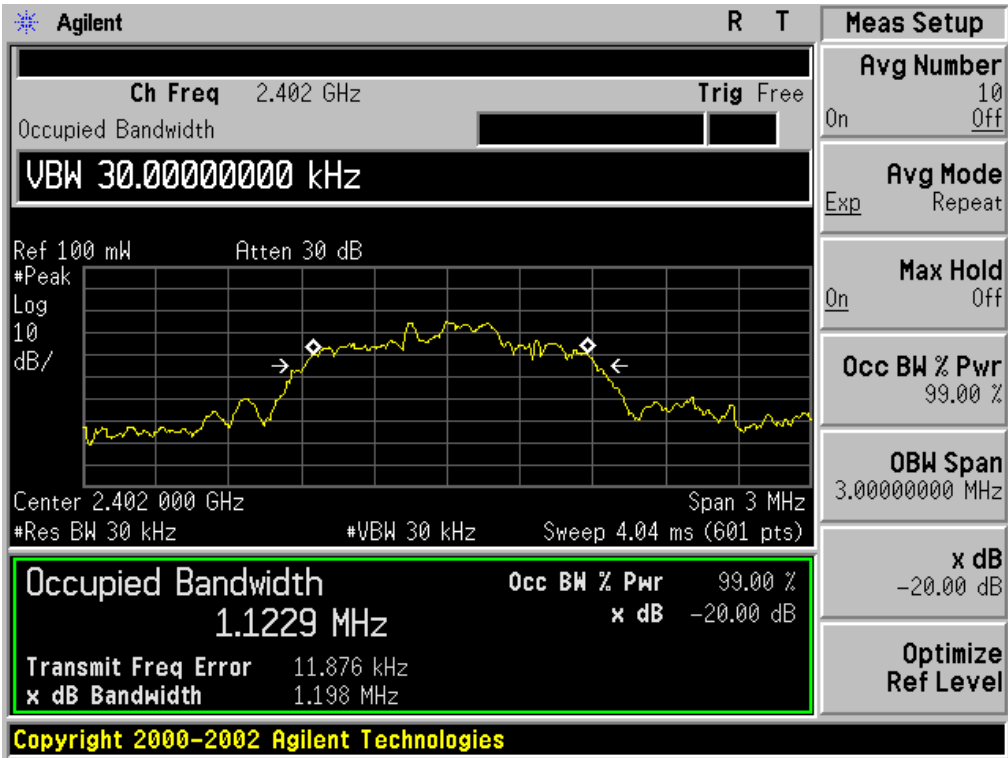 Agilent
R T
Meas Setup
Ch Freq 2.402 GHz
Trig Free
Occupied Bandwidth
VBW 30.00000000 kHz
Ref 100 mW
Atten 30 dB
#Peak
Log
10
dB/
Center 2.402 000 GHz
Span 3 MHz
#Res BW 30 kHz
#VBW 30 kHz
Sweep 4.04 ms (601 pts)
Occupied Bandwidth
1.1229 MHz
Occ BW % Pwr 99.00 %
x dB -20.00 dB
Transmit Freq Error 11.876 kHz
x dB Bandwidth 1.198 MHz
Avg Number
10
On Off
Avg Mode
Exp Repeat
Max Hold
On Off
Occ BW % Pwr
99.00 %
OBW Span
3.00000000 MHz
x dB
-20.00 dB
Optimize
Ref Level
Copyright 2000-2002 Agilent Technologies